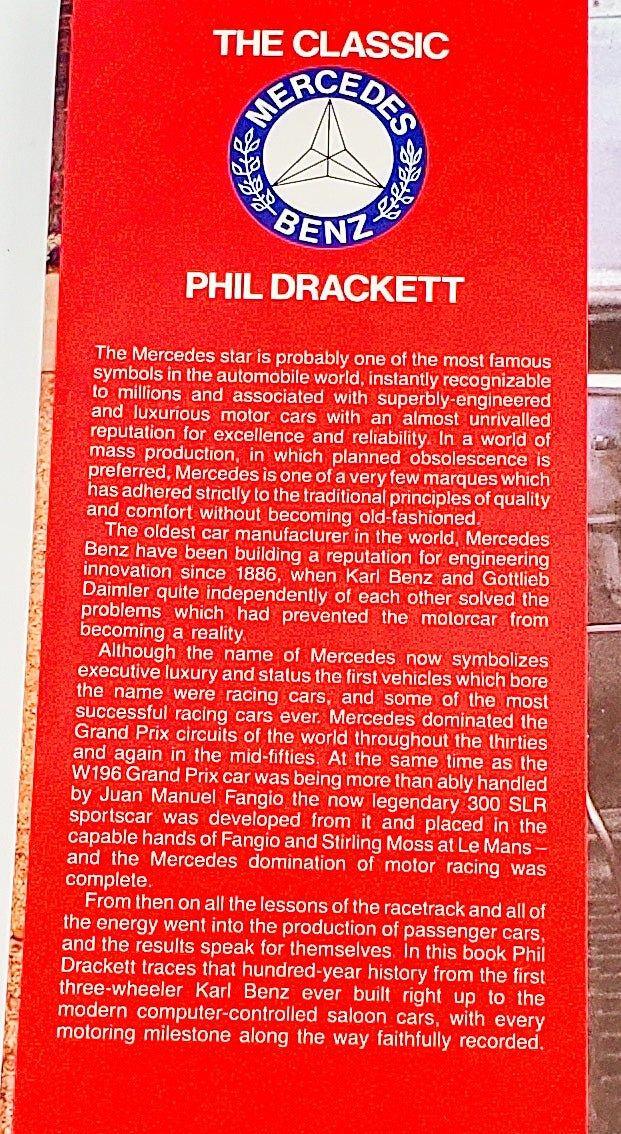 THE CLASSIC
MERCEDES
BENZ
PHIL DRACKETT
The Mercedes star is probably one of the most famous
symbols in the automobile world, instantly recognizable
to millions and associated with superbly-engineered
and luxurious motor cars with an almost unrivalled
reputation for excellence and reliability. In a world of
mass production, in which planned obsolescence is
preferred, Mercedes is one of a very few marques which
has adhered strictly to the traditional principles of quality
and comfort without becoming old-fashioned.
The oldest car manufacturer in the world, Mercedes
Benz have been building a reputation for engineering
innovation since 1886, when Karl Benz and Gottlieb
Daimler quite independently of each other solved the
problems which had prevented the motorcar from
becoming a reality.
Although the name of Mercedes now symbolizes
executive luxury and status the first vehicles which bore
the name were racing cars, and some of the most
successful racing cars ever. Mercedes dominated the
Grand Prix circuits of the world throughout the thirties
and again in the mid-fifties. At the same time as the
W196 Grand Prix car was being more than ably handled
by Juan Manuel Fangio the now legendary 300 SLR
sportscar was developed from it and placed in the
capable hands of Fangio and Stirling Moss at Le Mans –
and the Mercedes domination of motor racing was
complete.
From then on all the lessons of the racetrack and all of
the energy went into the production of passenger cars,
and the results speak for themselves. In this book Phil
Drackett traces that hundred-year history from the first
three-wheeler Karl Benz ever built right up to the
modern computer-controlled saloon cars, with every
motoring milestone along the way faithfully recorded.